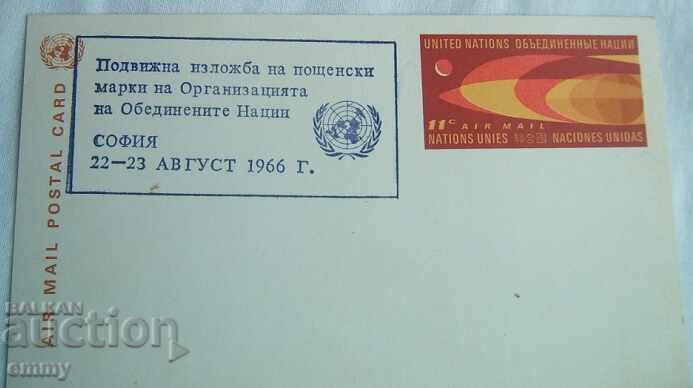 Подвижна изложба на пощенски
марки на Организацията
на Обединените Нации
СОФИЯ
22—23 АВГУСТ 1966 Г.
UNITED NATIONS ОБЪЕДИНЕННЫЕ НАЦИИ
11c AIR MAIL
NATIONS UNIES NACIONES UNIDAS
AIR MAIL POSTAL CARD
BALKAN
auction
emmy